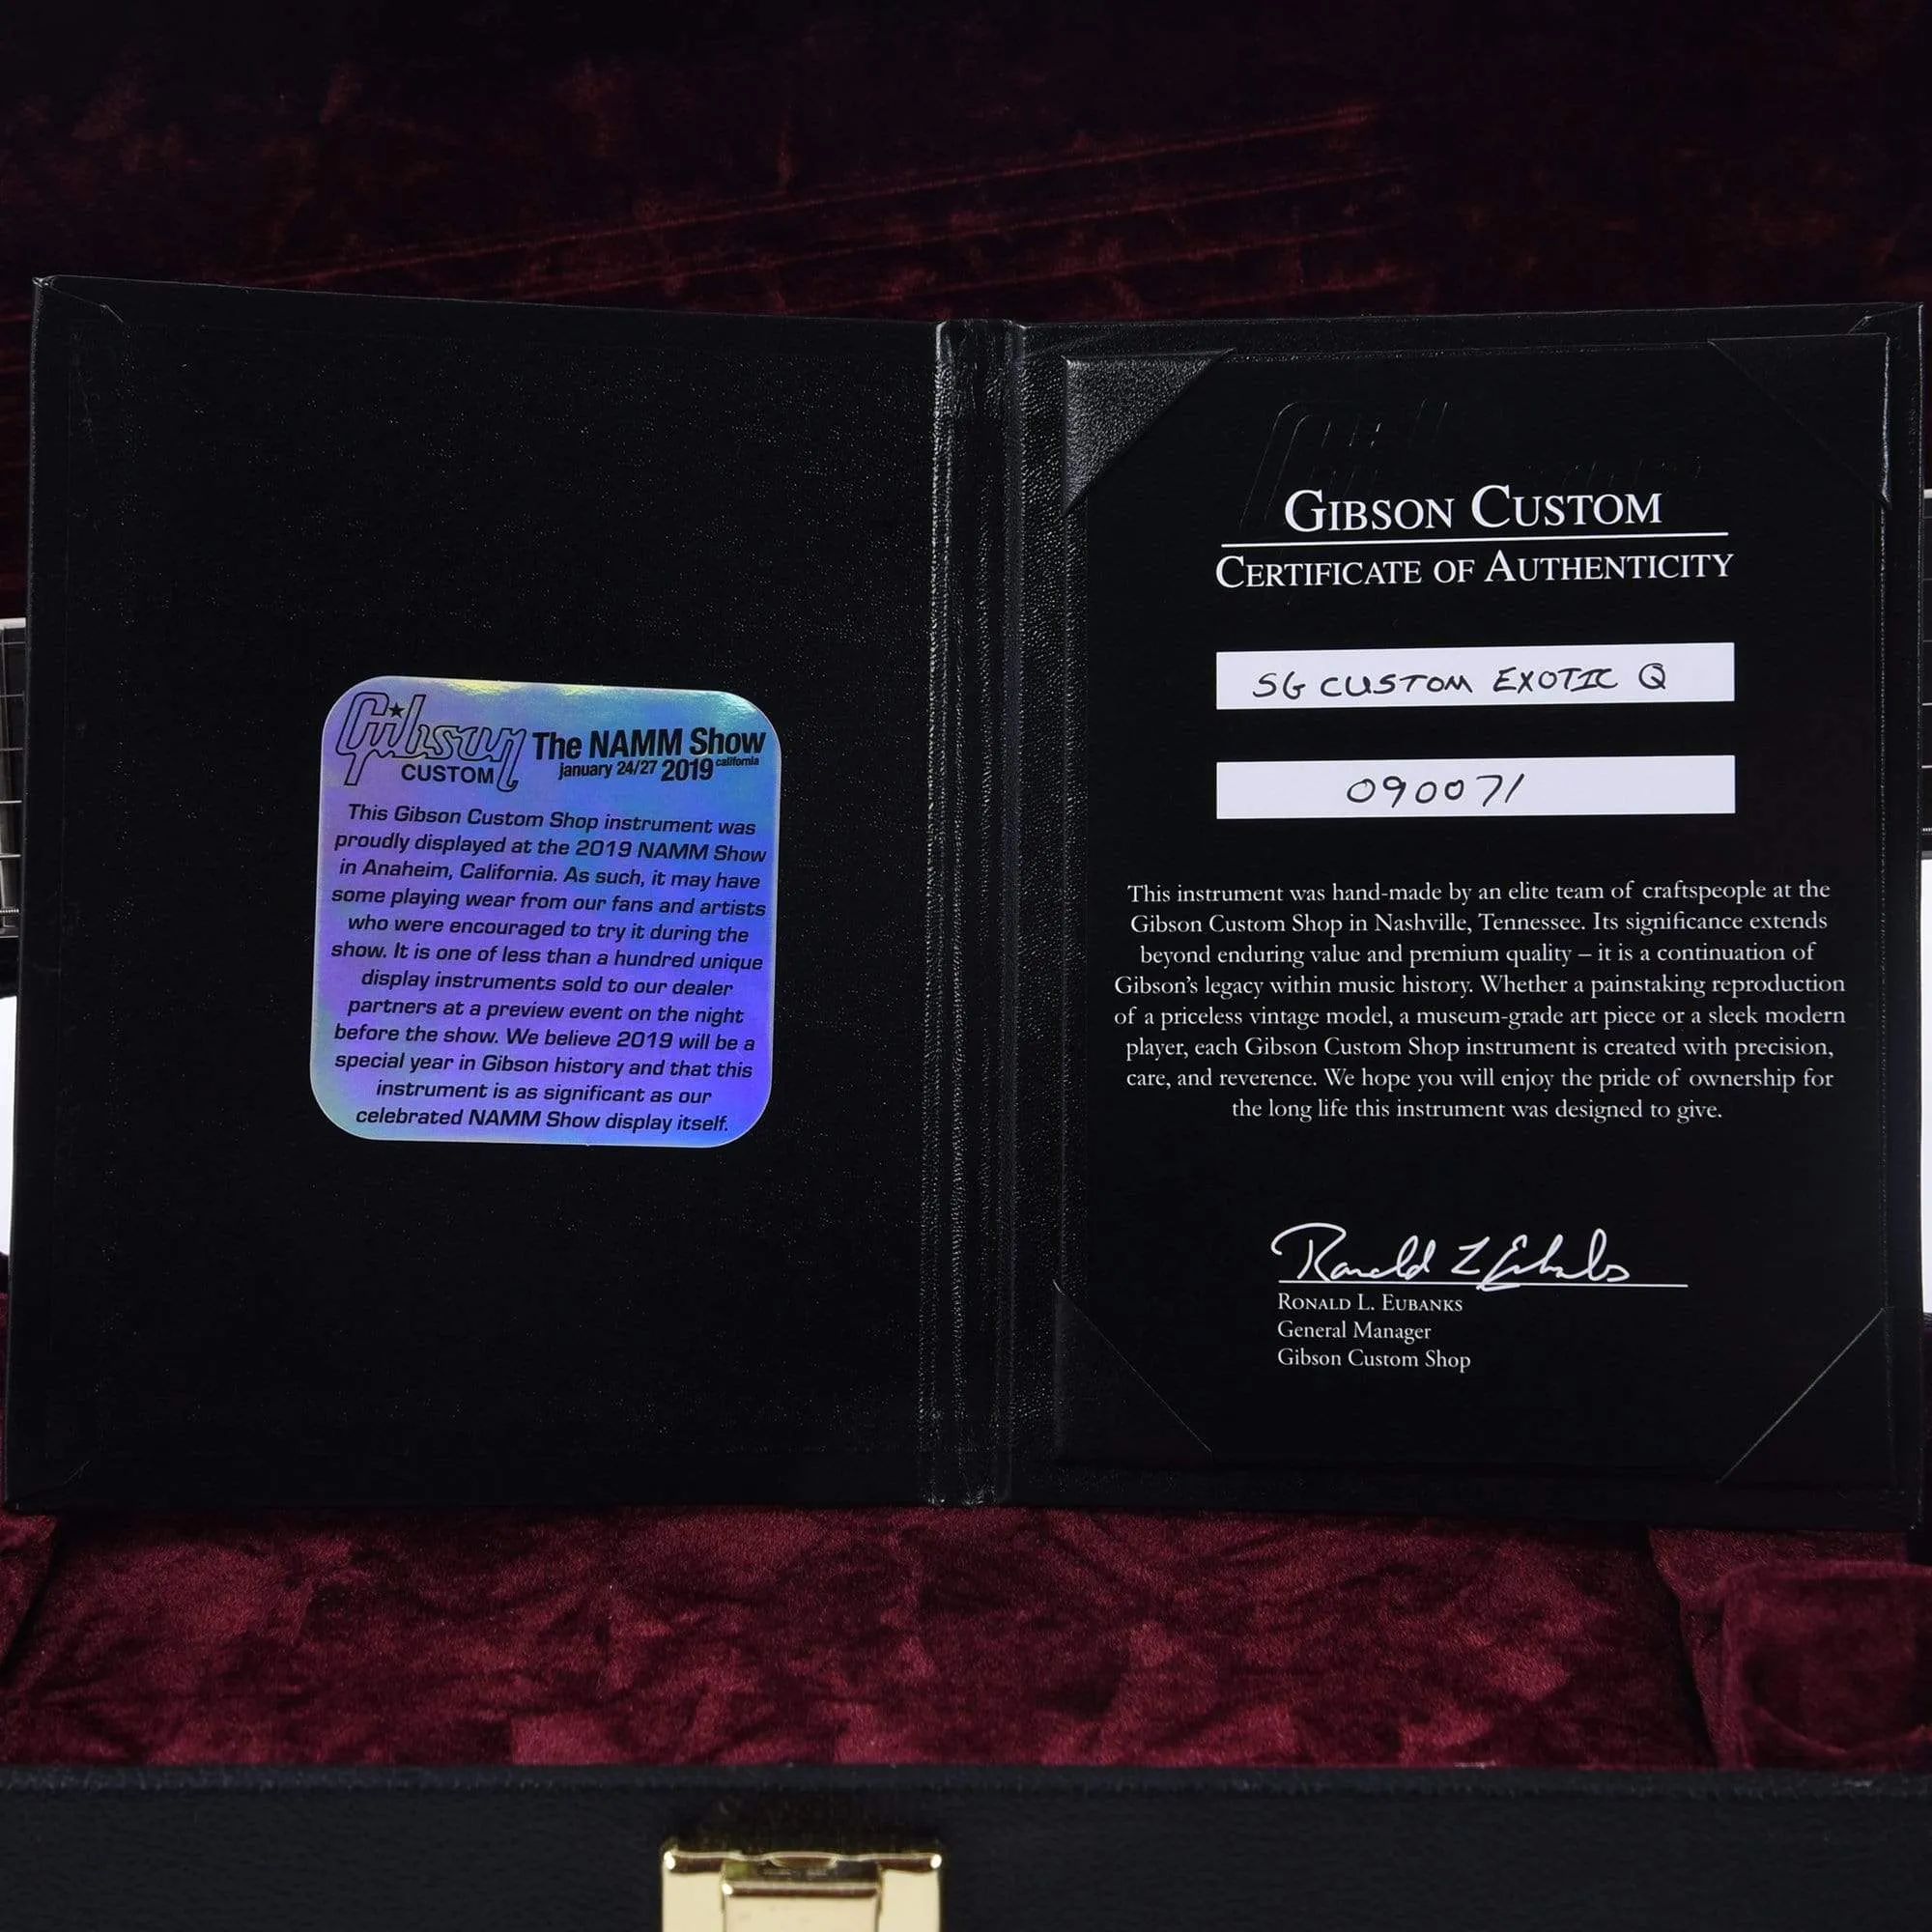 Gibson
CUSTOM
The NAMM Show
january 24/27 2019 california
This Gibson Custom Shop instrument was
proudly displayed at the 2019 NAMM Show
in Anaheim, California. As such, it may have
some playing wear from our fans and artists
who were encouraged to try it during the
show. It is one of less than a hundred unique
display instruments sold to our dealer
partners at a preview event on the night
before the show. We believe 2019 will be a
special year in Gibson history and that this
instrument is as significant as our
celebrated NAMM Show display itself.
GIBSON CUSTOM
CERTIFICATE OF AUTHENTICITY
SG CUSTOM EXOTIC Q
090071
This instrument was hand-made by an elite team of craftspeople at the
Gibson Custom Shop in Nashville, Tennessee. Its significance extends
beyond enduring value and premium quality – it is a continuation of
Gibson's legacy within music history. Whether a painstaking reproduction
of a priceless vintage model, a museum-grade art piece or a sleek modern
player, each Gibson Custom Shop instrument is created with precision,
care, and reverence. We hope you will enjoy the pride of ownership for
the long life this instrument was designed to give.
Ronald L Eubanks
RONALD L. EUBANKS
General Manager
Gibson Custom Shop